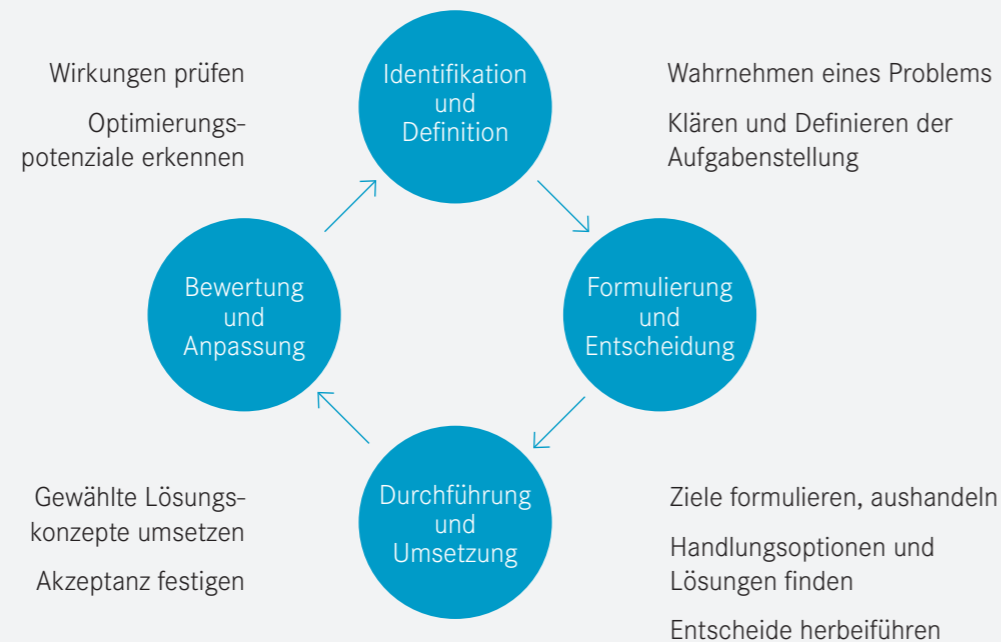 Identifikation
und
Definition
Wahrnehmen eines Problems
Klären und Definieren der
Aufgabenstellung
Formulierung
und
Entscheidung
Ziele formulieren, aushandeln
Handlungsoptionen und
Lösungen finden
Entscheide herbeiführen
Durchführung
und
Umsetzung
Gewählte Lösungs-
konzepte umsetzen
Akzeptanz festigen
Bewertung
und
Anpassung
Wirkungen prüfen
Optimierungs-
potenziale erkennen